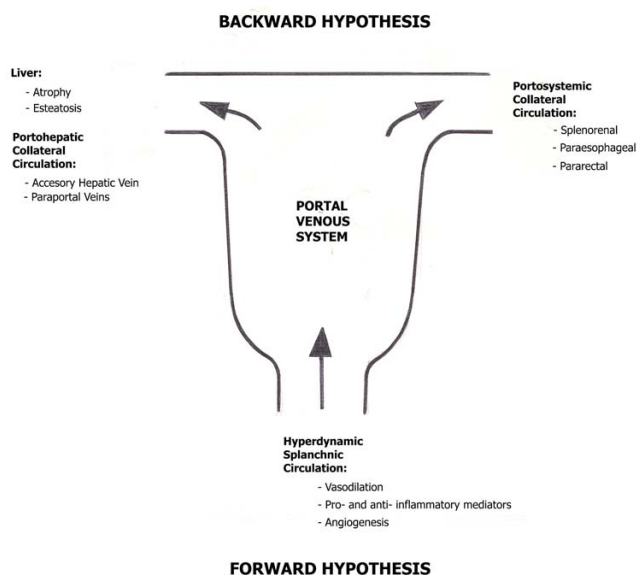 BACKWARD HYPOTHESIS
Liver:
- Atrophy
- Esteatosis
Portohepatic
Collateral
Circulation:
- Accesory Hepatic Vein
- Paraportal Veins
Portosystemic
Collateral
Circulation:
- Splenorenal
- Paraesophageal
- Pararectal
PORTAL
VENOUS
SYSTEM
Hyperdynamic
Splanchnic
Circulation:
- Vasodilation
- Pro- and anti- inflammatory mediators
- Angiogenesis
FORWARD HYPOTHESIS